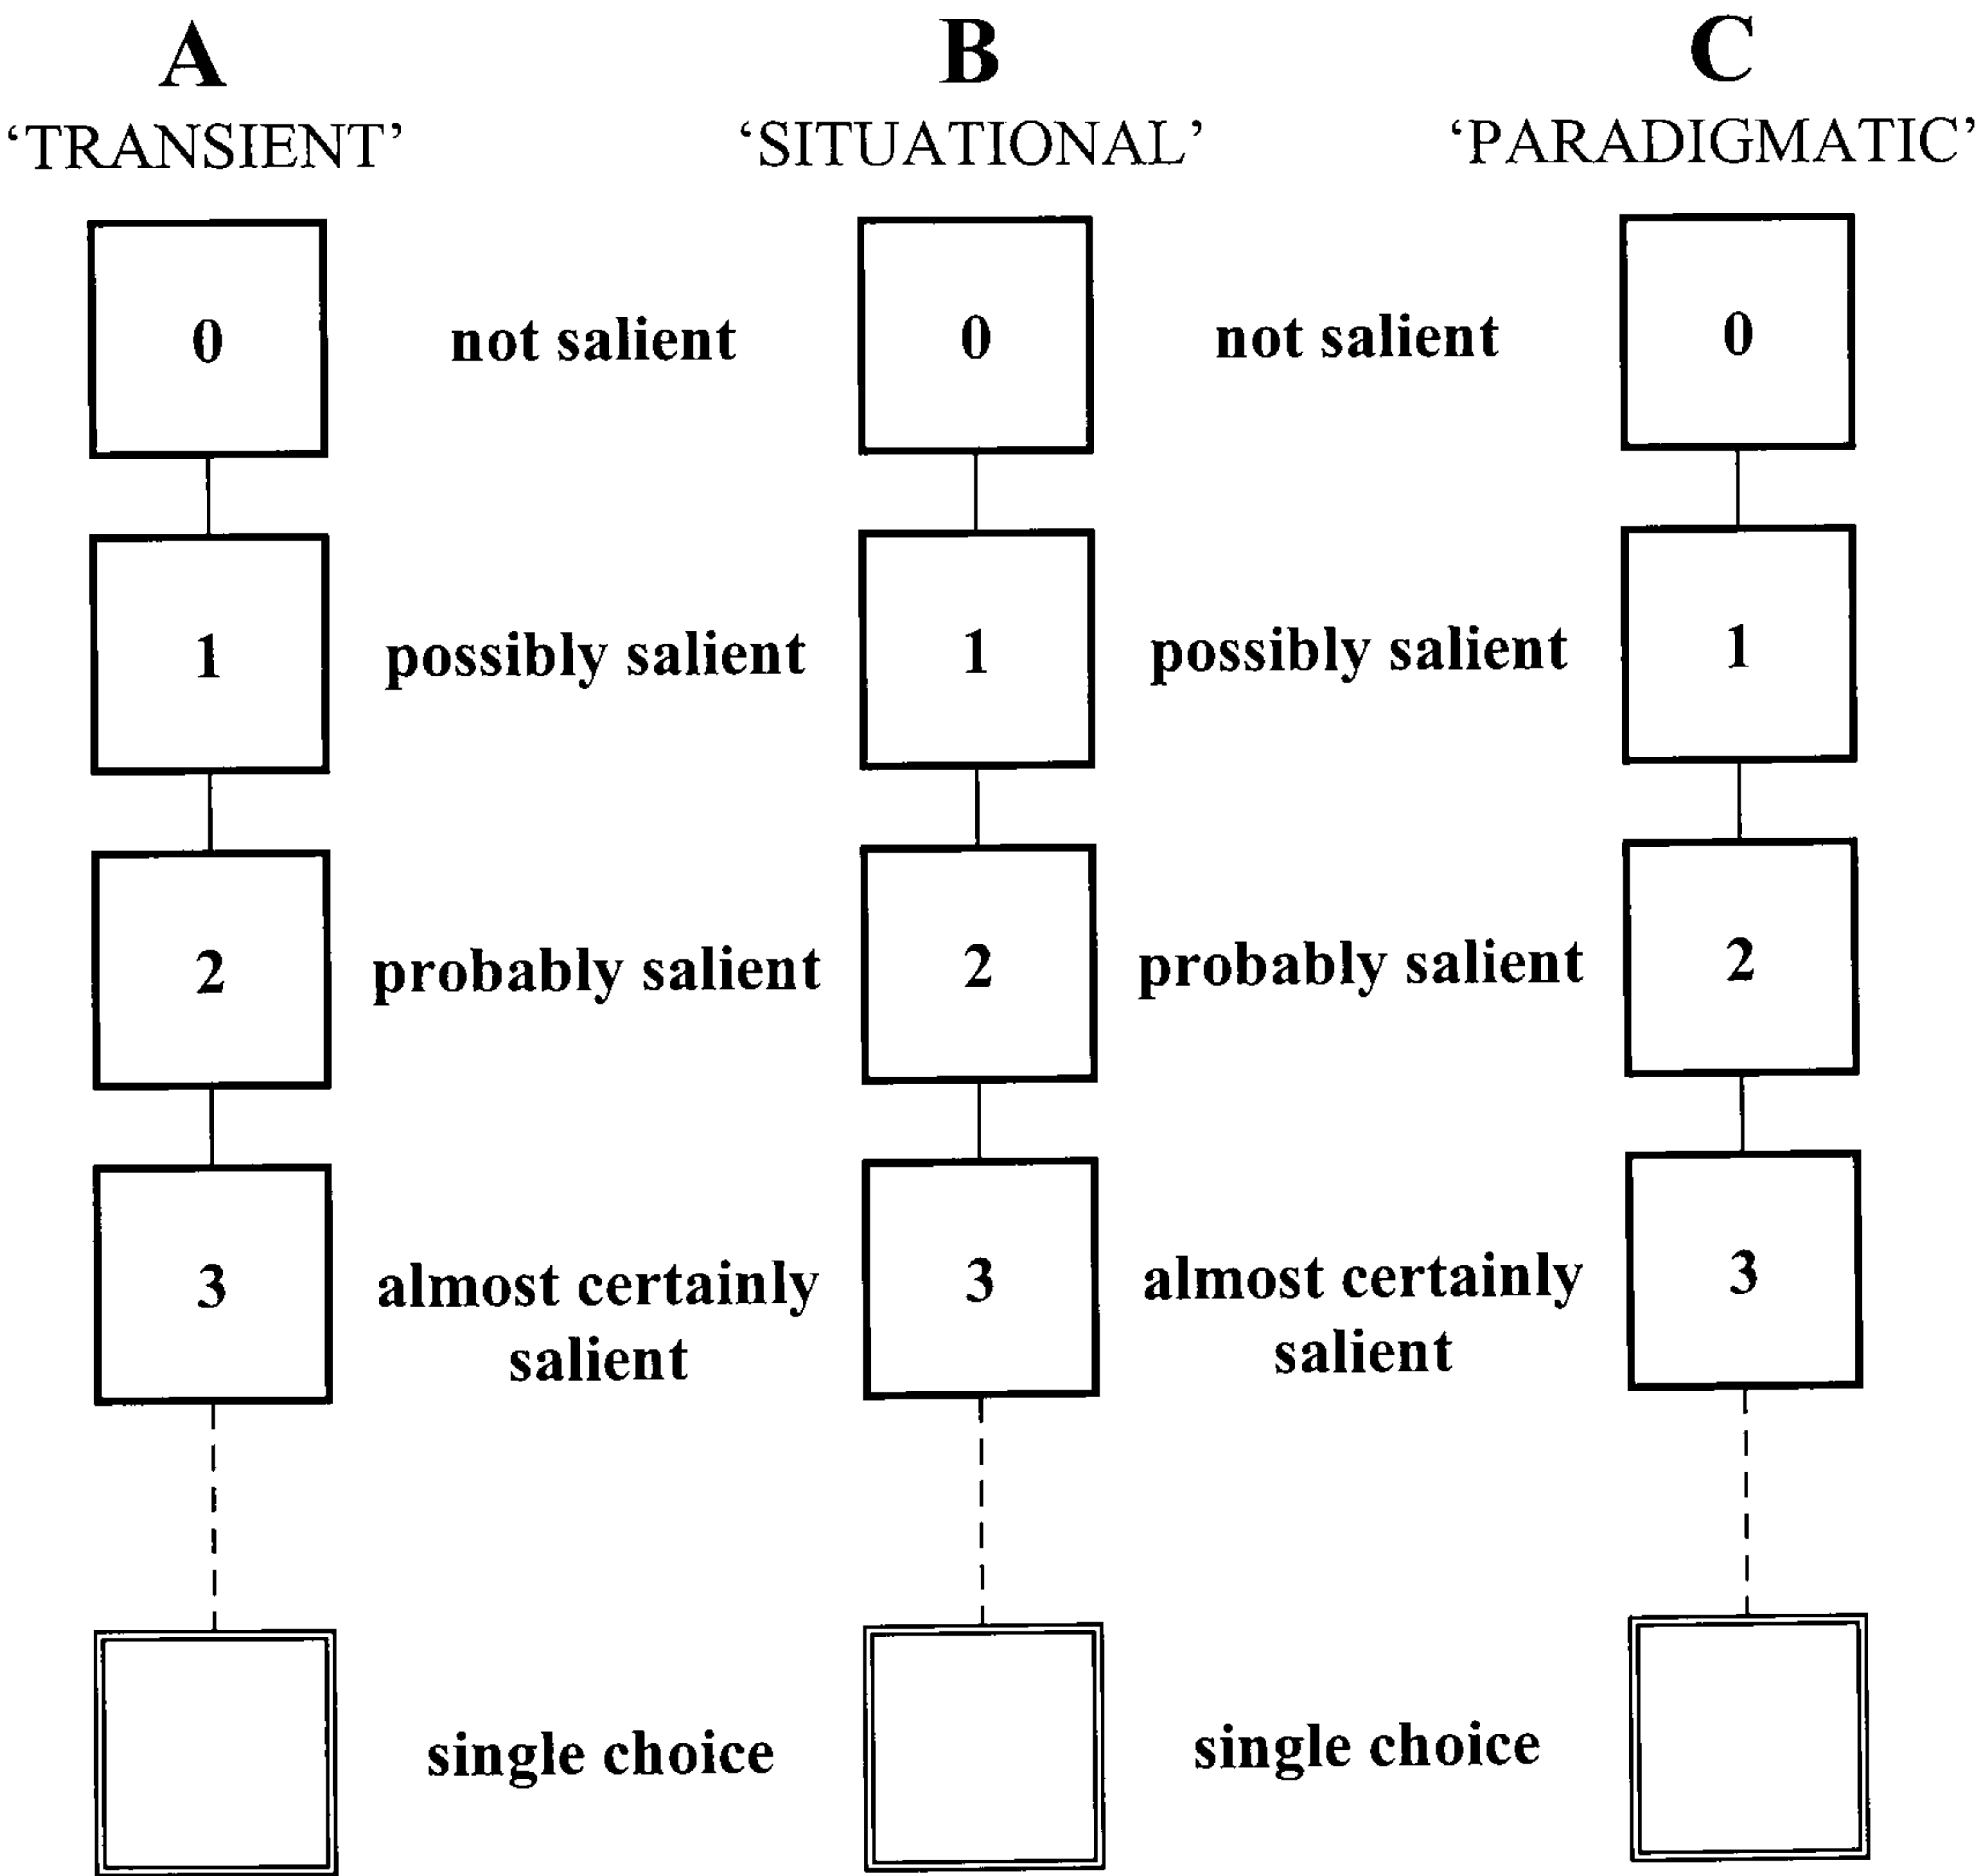 A B C
‘TRANSIENT’ ‘SITUATIONAL’ ‘PARADIGMATIC’
0 not salient 0 not salient 0
1 possibly salient 1 possibly salient 1
2 probably salient 2 probably salient 2
3 almost certainly 3 almost certainly 3
salient salient
single choice single choice